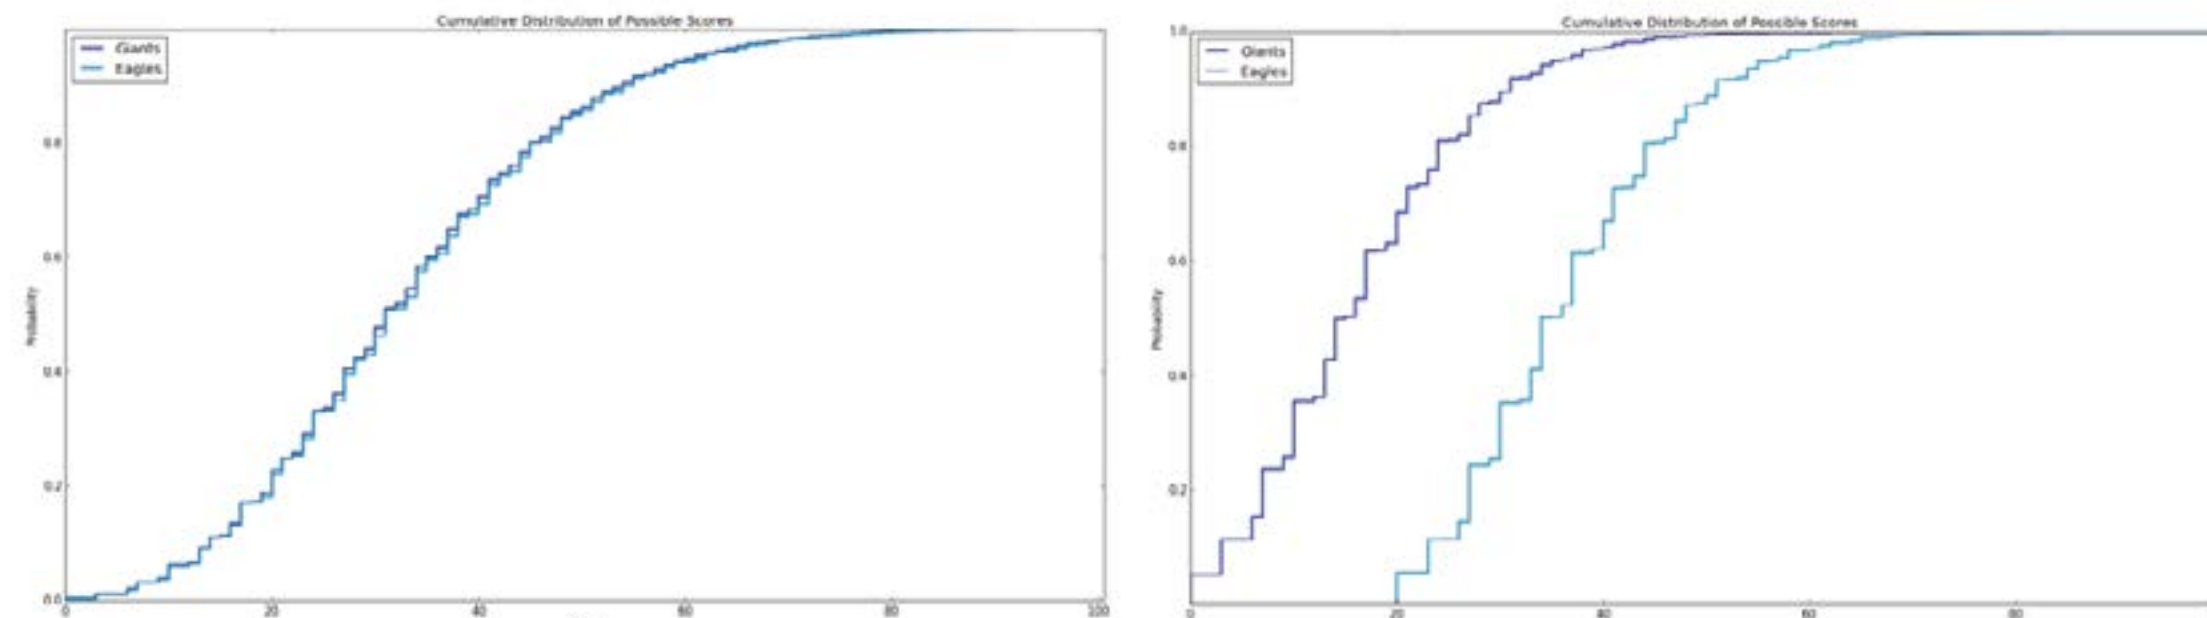 Cumulative Distribution of Possible Scores
Giants
Eagles
0.8
0.6
0.4
0.2
0.0
Probability
0 20 40 60 80 100
Cumulative Distribution of Possible Scores
1.0
Giants
Eagles
0.8
0.6
0.4
0.2
Probability
0 20 40 60 80